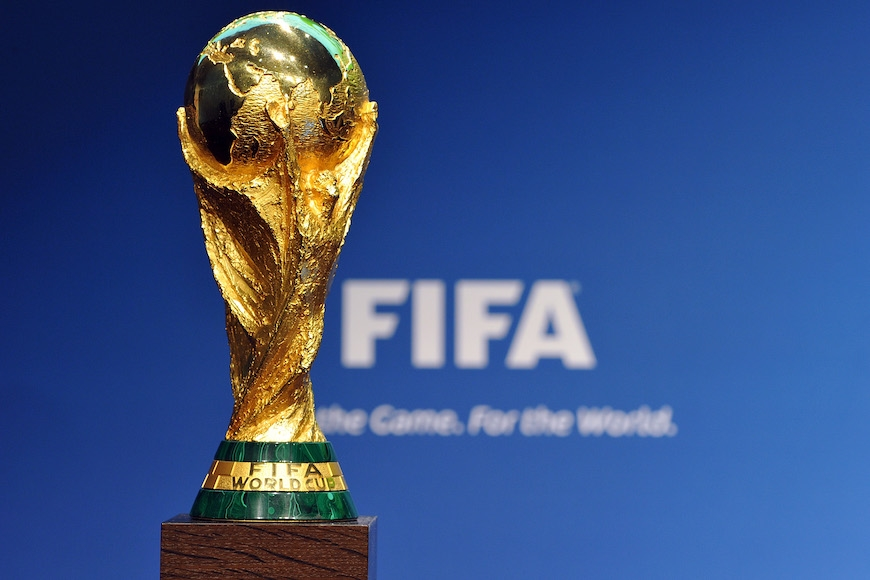 FIFA
the Game. For the World.
FIFA
WORLD CUP